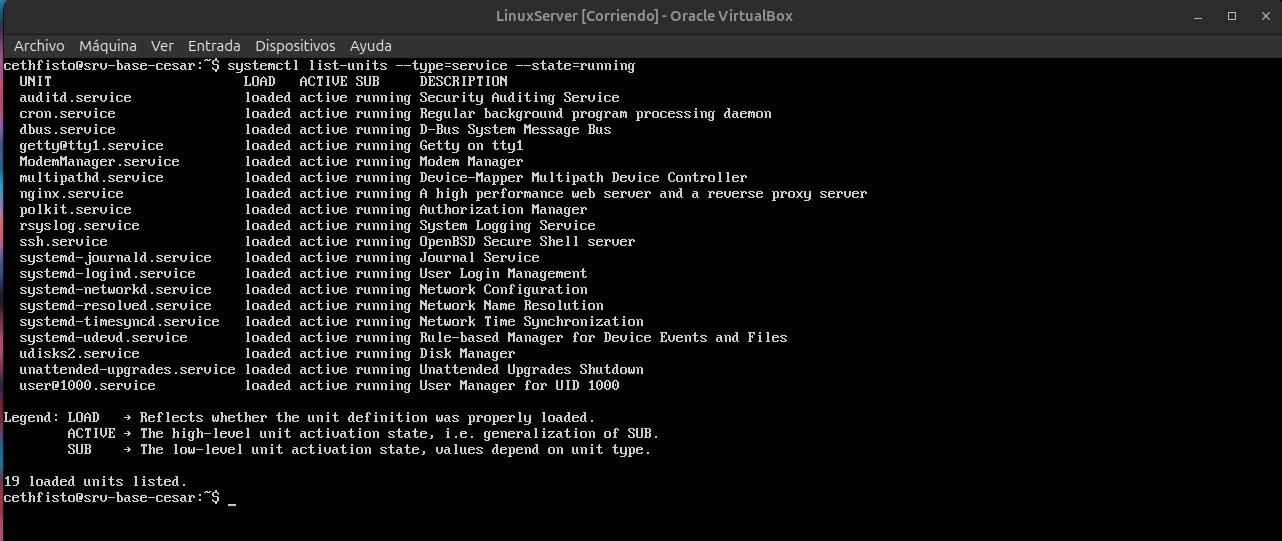 LinuxServer [Corriendo] - Oracle VirtualBox
Archivo Máquina Ver Entrada Dispositivos Ayuda
cethfisto@srv-base-cesar:~$ systemctl list-units --type=service --state=running
UNIT LOAD ACTIVE SUB DESCRIPTION
auditd.service loaded active running Security Auditing Service
cron.service loaded active running Regular background program processing daemon
dbus.service loaded active running D-Bus System Message Bus
getty@tty1.service loaded active running Getty on tty1
ModemManager.service loaded active running Modem Manager
multipathd.service loaded active running Device-Mapper Multipath Device Controller
nginx.service loaded active running A high performance web server and a reverse proxy server
polkit.service loaded active running Authorization Manager
rsyslog.service loaded active running System Logging Service
ssh.service loaded active running OpenBSD Secure Shell server
systemd-journald.service loaded active running Journal Service
systemd-logind.service loaded active running User Login Management
systemd-networkd.service loaded active running Network Configuration
systemd-resolved.service loaded active running Network Name Resolution
systemd-timesyncd.service loaded active running Network Time Synchronization
systemd-udevd.service loaded active running Rule-based Manager for Device Events and Files
udisks2.service loaded active running Disk Manager
unattended-upgrades.service loaded active running Unattended Upgrades Shutdown
user@1000.service loaded active running User Manager for UID 1000
Legend: LOAD → Reflects whether the unit definition was properly loaded.
ACTIVE → The high-level unit activation state, i.e. generalization of SUB.
SUB → The low-level unit activation state, values depend on unit type.
19 loaded units listed.
cethfisto@srv-base-cesar:~$ _